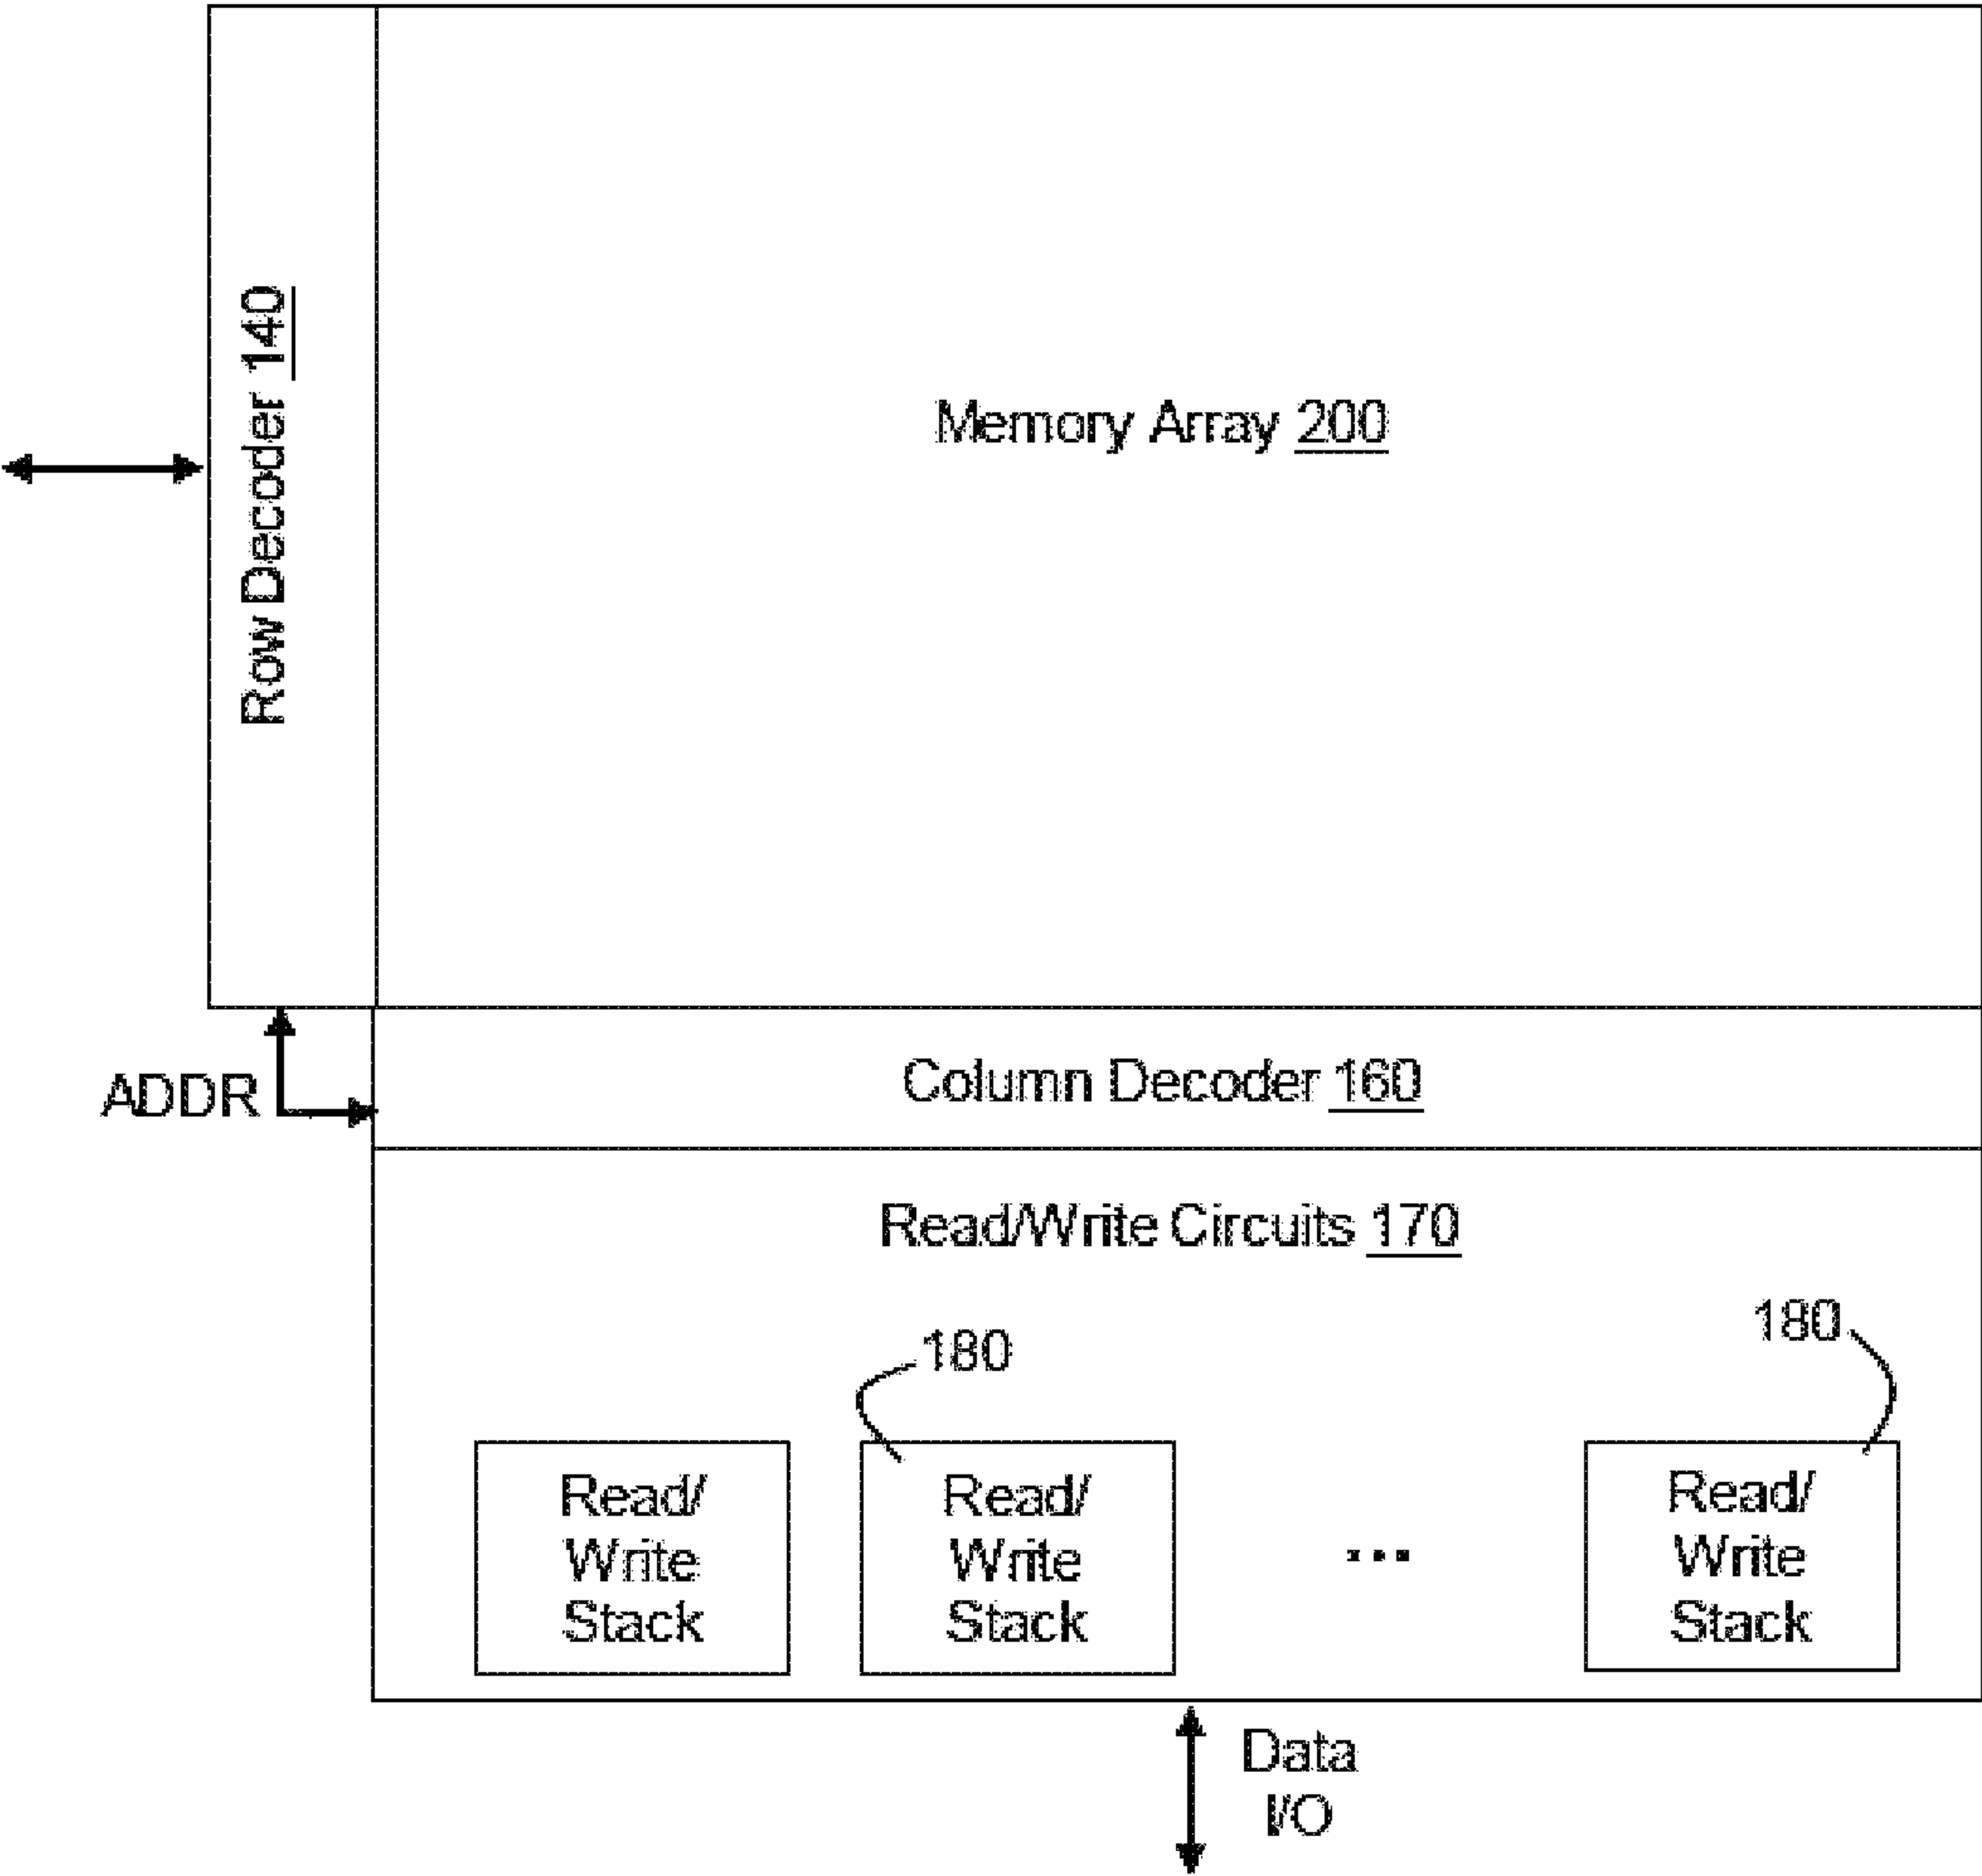 Row Decoder 140
Memory Array 200
ADDR
Column Decoder 160
Read/Write Circuits 170
180
180
Read/
Write
Stack
Read/
Write
Stack
...
Read/
Write
Stack
Data
I/O